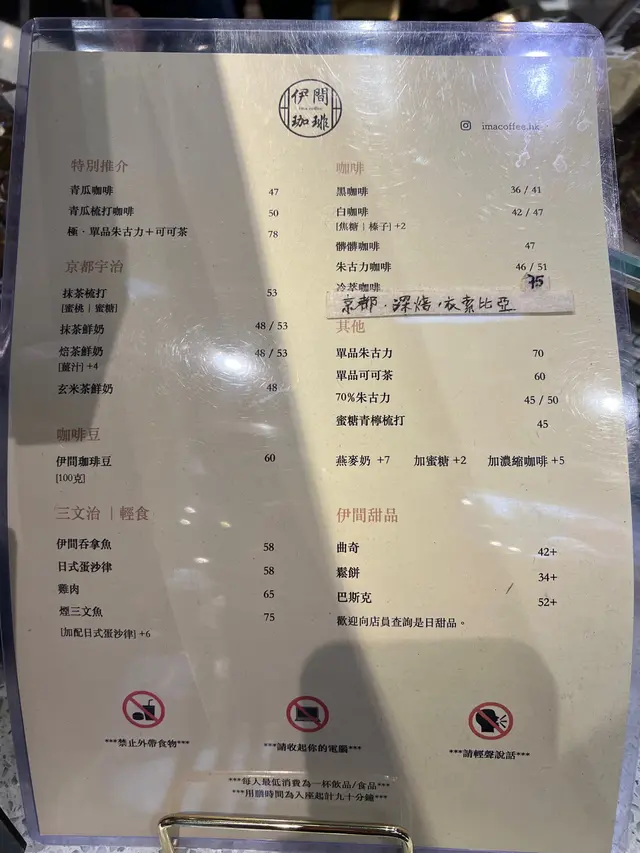 伊間
ima coffee
珈琲
imacoffee.hk
特別推介
青瓜咖啡 47
青瓜梳打咖啡 50
極、單品朱古力＋可可茶 78
京都宇治
抹茶梳打 53
[蜜桃 | 蜜糖]
抹茶鮮奶 48 / 53
焙茶鮮奶 48 / 53
[薑汁] +4
玄米茶鮮奶 48
咖啡豆
伊間珈琲豆 60
[100克]
三文治 | 輕食
伊間吞拿魚 58
日式蛋沙律 58
雞肉 65
煙三文魚 75
[加配日式蛋沙律] +6
咖啡
黑咖啡 36 / 41
白咖啡 42 / 47
[焦糖 | 榛子] +2
髒髒咖啡 47
朱古力咖啡 46 / 51
冷萃咖啡 75
京都·深焙·衣索比亞
其他
單品朱古力 70
單品可可茶 60
70%朱古力 45 / 50
蜜糖青檸梳打 45
燕麥奶 +7 加蜜糖 +2 加濃縮咖啡 +5
伊間甜品
曲奇 42+
鬆餅 34+
巴斯克 52+
歡迎向店員查詢是日甜品。
***禁止外帶食物***
***請收起你的電腦***
***請輕聲說話***
***每人最低消費為一杯飲品/食品***
***用膳時間為入座起計九十分鐘***